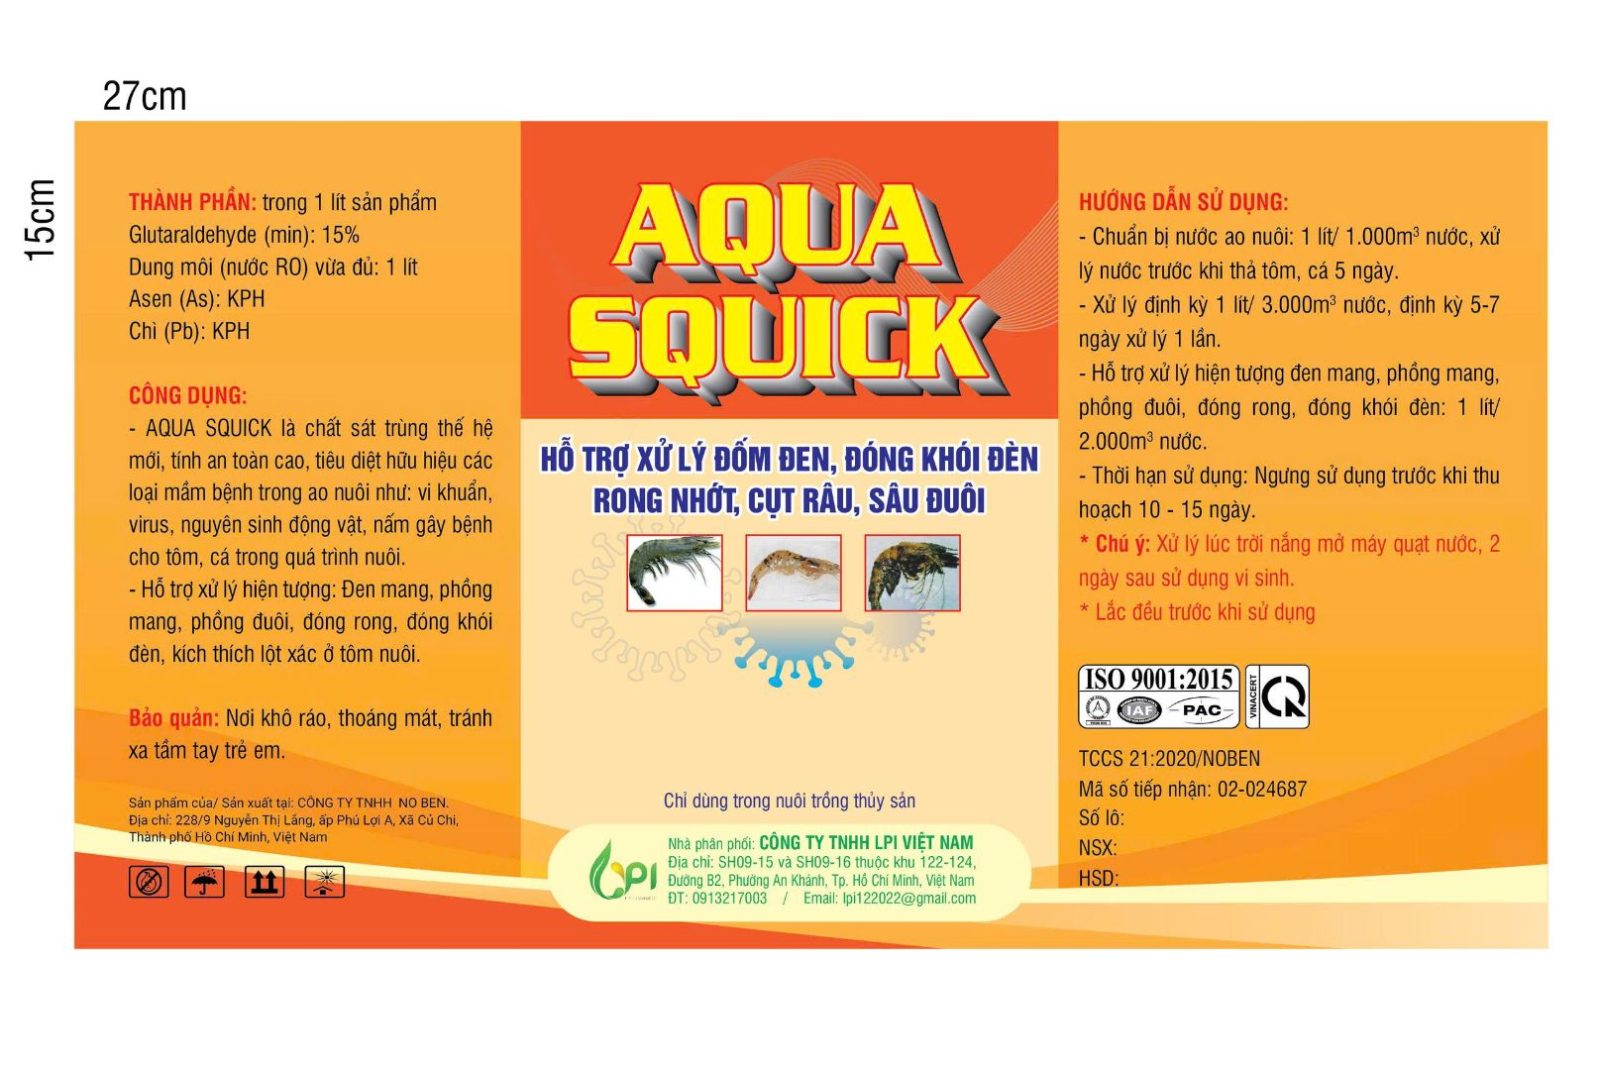 27cm
15cm
THÀNH PHẦN: trong 1 lít sản phẩm
Glutaraldehyde (min): 15%
Dung môi (nước RO) vừa đủ: 1 lít
Asen (As): KPH
Chì (Pb): KPH
CÔNG DỤNG:
- AQUA SQUICK là chất sát trùng thế hệ
mới, tính an toàn cao, tiêu diệt hữu hiệu các
loại mầm bệnh trong ao nuôi như: vi khuẩn,
virus, nguyên sinh động vật, nấm gây bệnh
cho tôm, cá trong quá trình nuôi.
- Hỗ trợ xử lý hiện tượng: Đen mang, phồng
mang, phồng đuôi, đóng rong, đóng khói
đèn, kích thích lột xác ở tôm nuôi.
Bảo quản: Nơi khô ráo, thoáng mát, tránh
xa tầm tay trẻ em.
Sản phẩm của/ Sản xuất tại: CÔNG TY TNHH NO BEN.
Địa chỉ: 228/9 Nguyễn Thị Lắng, ấp Phú Lợi A, Xã Củ Chi,
Thành phố Hồ Chí Minh, Việt Nam
AQUA
SQUICK
HỖ TRỢ XỬ LÝ ĐỐM ĐEN, ĐÓNG KHÓI ĐÈN
RONG NHỚT, CỤT RÂU, SÂU ĐUÔI
Chỉ dùng trong nuôi trồng thủy sản
LPI
Nhà phân phối: CÔNG TY TNHH LPI VIỆT NAM
Địa chỉ: SH09-15 và SH09-16 thuộc khu 122-124,
Đường B2, Phường An Khánh, Tp. Hồ Chí Minh, Việt Nam
ĐT: 0913217003 / Email: lpi122022@gmail.com
HƯỚNG DẪN SỬ DỤNG:
- Chuẩn bị nước ao nuôi: 1 lít/ 1.000m³ nước, xử
lý nước trước khi thả tôm, cá 5 ngày.
- Xử lý định kỳ 1 lít/ 3.000m³ nước, định kỳ 5-7
ngày xử lý 1 lần.
- Hỗ trợ xử lý hiện tượng đen mang, phồng mang,
phồng đuôi, đóng rong, đóng khói đèn: 1 lít/
2.000m³ nước.
- Thời hạn sử dụng: Ngưng sử dụng trước khi thu
hoạch 10 - 15 ngày.
* Chú ý: Xử lý lúc trời nắng mở máy quạt nước, 2
ngày sau sử dụng vi sinh.
* Lắc đều trước khi sử dụng
ISO 9001:2015
IAF
PAC
VINACERT
TCCS 21:2020/NOBEN
Mã số tiếp nhận: 02-024687
Số lô:
NSX:
HSD: